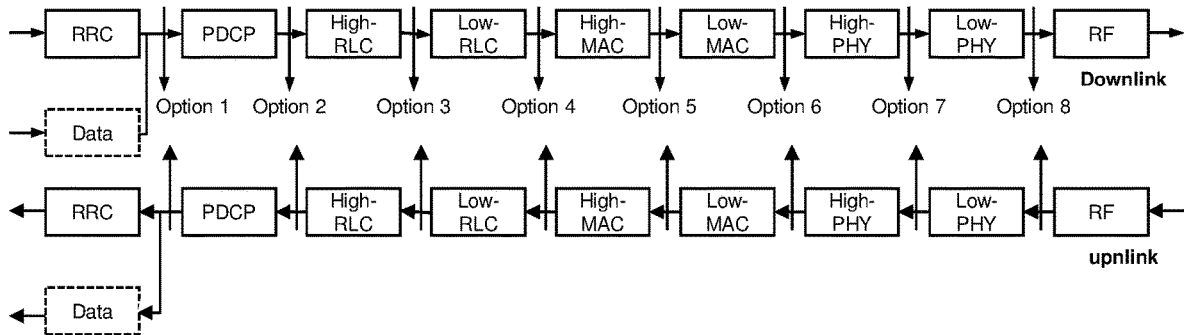 RRC
PDCP
High-
RLC
Low-
RLC
High-
MAC
Low-
MAC
High-
PHY
Low-
PHY
RF
Downlink
Data
Option 1
Option 2
Option 3
Option 4
Option 5
Option 6
Option 7
Option 8
RRC
PDCP
High-
RLC
Low-
RLC
High-
MAC
Low-
MAC
High-
PHY
Low-
PHY
RF
upnlink
Data